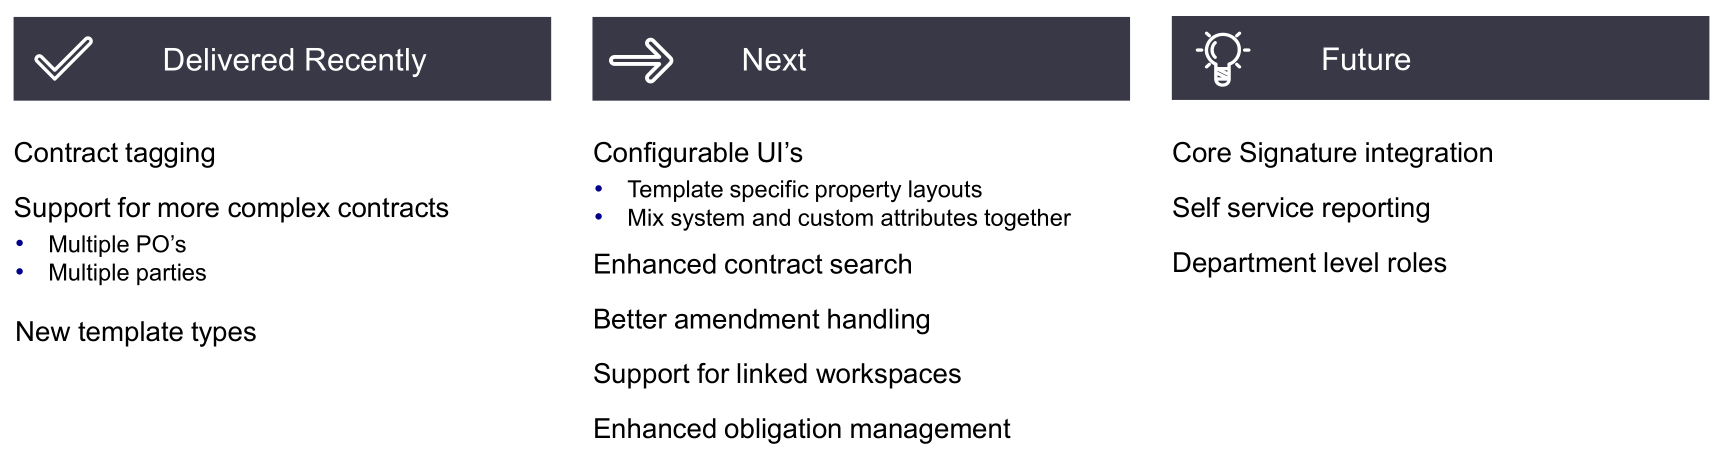 Delivered Recently
Contract tagging
Support for more complex contracts
• Multiple PO’s
• Multiple parties
New template types
Next
Configurable UI’s
• Template specific property layouts
• Mix system and custom attributes together
Enhanced contract search
Better amendment handling
Support for linked workspaces
Enhanced obligation management
Future
Core Signature integration
Self service reporting
Department level roles